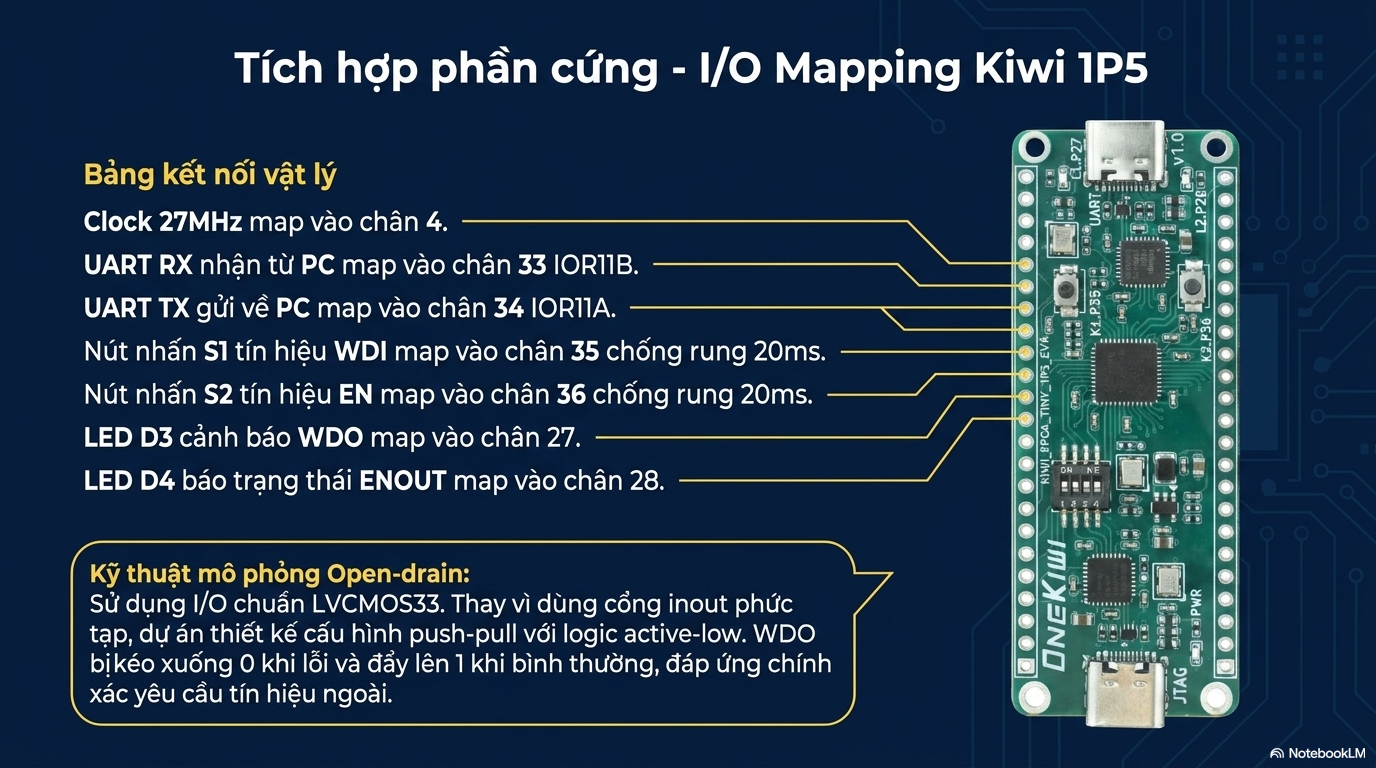 Tích hợp phần cứng - I/O Mapping Kiwi 1P5
Bảng kết nối vật lý
Clock 27MHz map vào chân 4.
UART RX nhận từ PC map vào chân 33 IOR11B.
UART TX gửi về PC map vào chân 34 IOR11A.
Nút nhấn S1 tín hiệu WDI map vào chân 35 chống rung 20ms.
Nút nhấn S2 tín hiệu EN map vào chân 36 chống rung 20ms.
LED D3 cảnh báo WDO map vào chân 27.
LED D4 báo trạng thái ENOUT map vào chân 28.
Kỹ thuật mô phỏng Open-drain:
Sử dụng I/O chuẩn LVCMOS33. Thay vì dùng cổng inout phức
tạp, dự án thiết kế cấu hình push-pull với logic active-low. WDO
bị kéo xuống 0 khi lỗi và đẩy lên 1 khi bình thường, đáp ứng chính
xác yêu cầu tín hiệu ngoài.
V1.0
UART
K1.P35
1 2 3 4
ONEKIWI
PWR
JTAG
NotebookLM